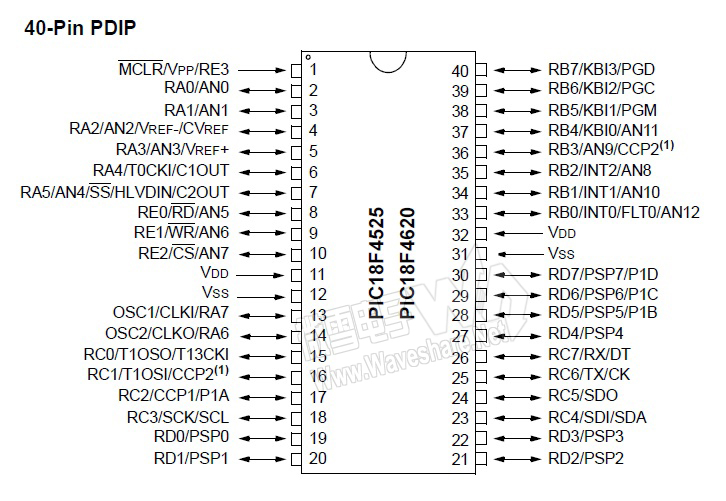 40-Pin PDIP
MCLR/VPP/RE3 1 40 RB7/KBI3/PGD
RA0/AN0 2 39 RB6/KBI2/PGC
RA1/AN1 3 38 RB5/KBI1/PGM
RA2/AN2/VREF-/CVREF 4 37 RB4/KBI0/AN11
RA3/AN3/VREF+ 5 36 RB3/AN9/CCP2(1)
RA4/T0CKI/C1OUT 6 35 RB2/INT2/AN8
RA5/AN4/SS/HLVDIN/C2OUT 7 34 RB1/INT1/AN10
RE0/RD/AN5 8 33 RB0/INT0/FLT0/AN12
RE1/WR/AN6 9 32 VDD
RE2/CS/AN7 10 31 VSS
VDD 11 30 RD7/PSP7/P1D
VSS 12 29 RD6/PSP6/P1C
OSC1/CLKI/RA7 13 28 RD5/PSP5/P1B
OSC2/CLKO/RA6 14 27 RD4/PSP4
RC0/T1OSO/T13CKI 15 26 RC7/RX/DT
RC1/T1OSI/CCP2(1) 16 25 RC6/TX/CK
RC2/CCP1/P1A 17 24 RC5/SDO
RC3/SCK/SCL 18 23 RC4/SDI/SDA
RD0/PSP0 19 22 RD3/PSP3
RD1/PSP1 20 21 RD2/PSP2
PIC18F4525
PIC18F4620
www.Waveshare.Net